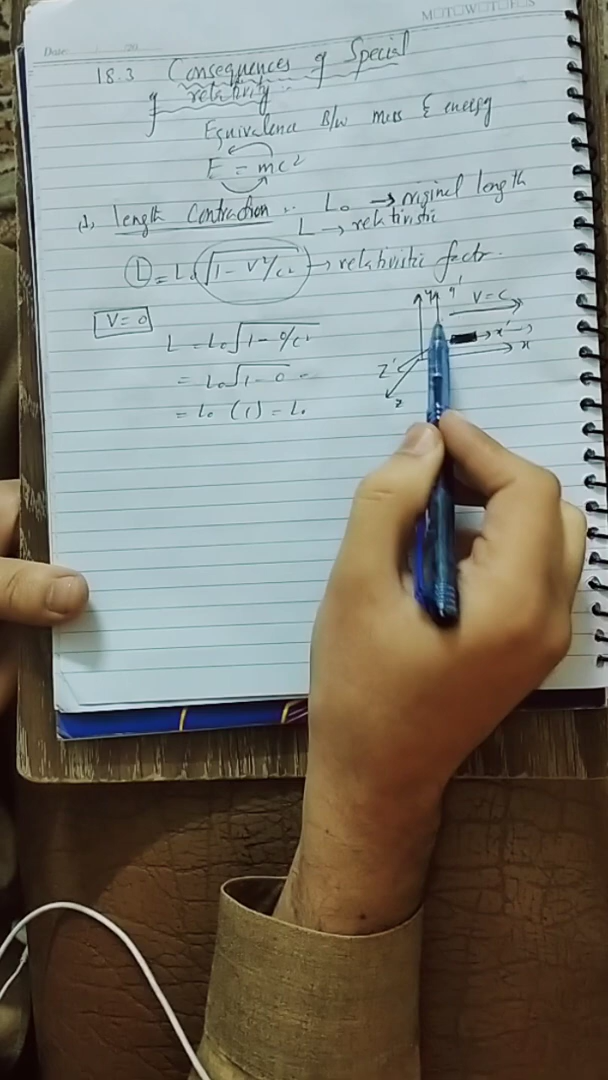 M□T□W□T□F□S
Date:
18.3 Consequences of Special
of relativity.
Equivalence B/w mass & energy
E = mc²
(1) length Contraction :. L₀ → original length
L → relativistic
L = L₀ √1 - v²/c² → relativistic factor.
V = 0
L = L₀ √1 - 0/c²
= L₀ √1 - 0
= L₀ (1) = L₀
y y' V = C
x' →
x
z'
z